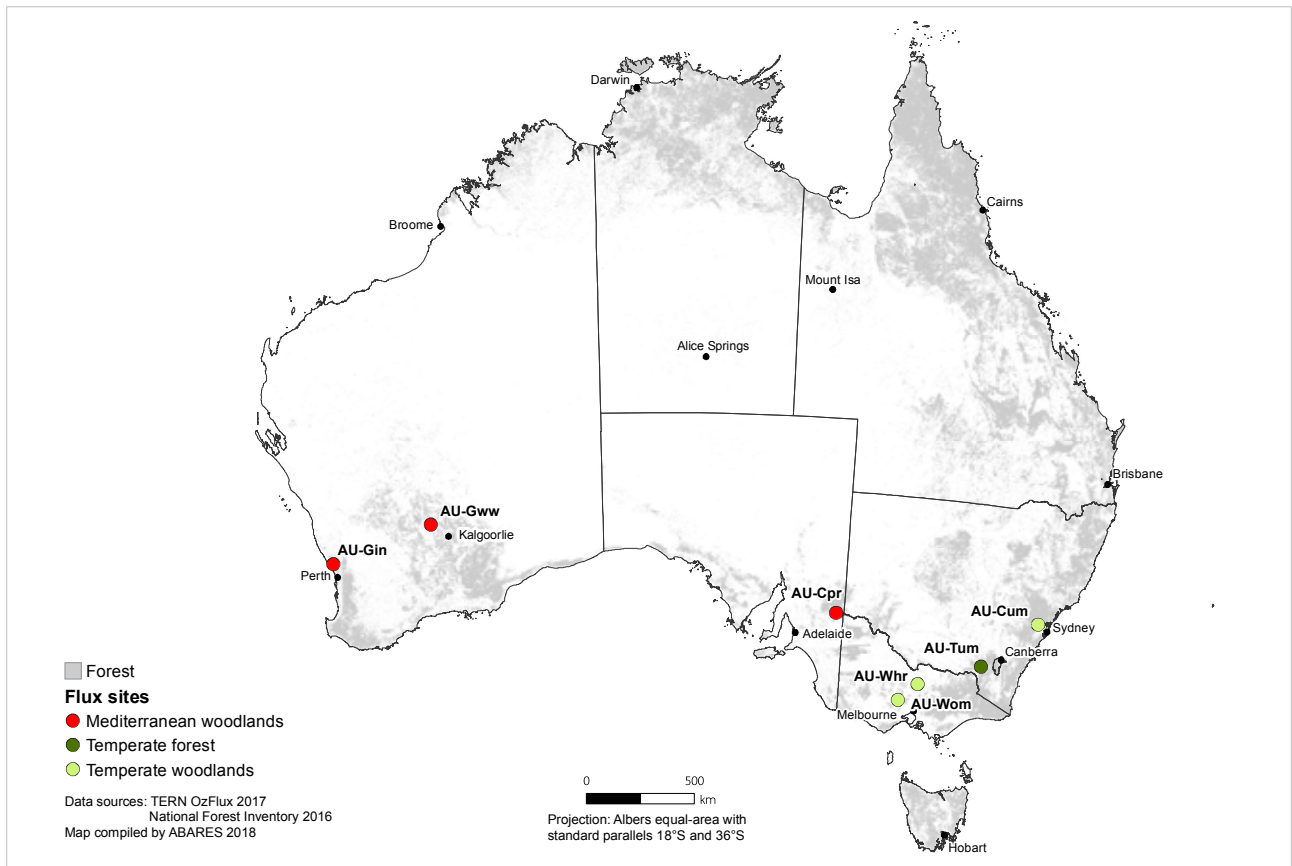 Darwin
Cairns
Broome
Mount Isa
Alice Springs
Brisbane
AU-Gww
Kalgoorlie
AU-Gin
Perth
AU-Cpr
AU-Cum
Sydney
Adelaide
AU-Tum
Canberra
AU-Whr
AU-Wom
Melbourne
Hobart
Forest
Flux sites
Mediterranean woodlands
Temperate forest
Temperate woodlands
Data sources: TERN OzFlux 2017
National Forest Inventory 2016
Map compiled by ABARES 2018
0 500
km
Projection: Albers equal-area with
standard parallels 18°S and 36°S